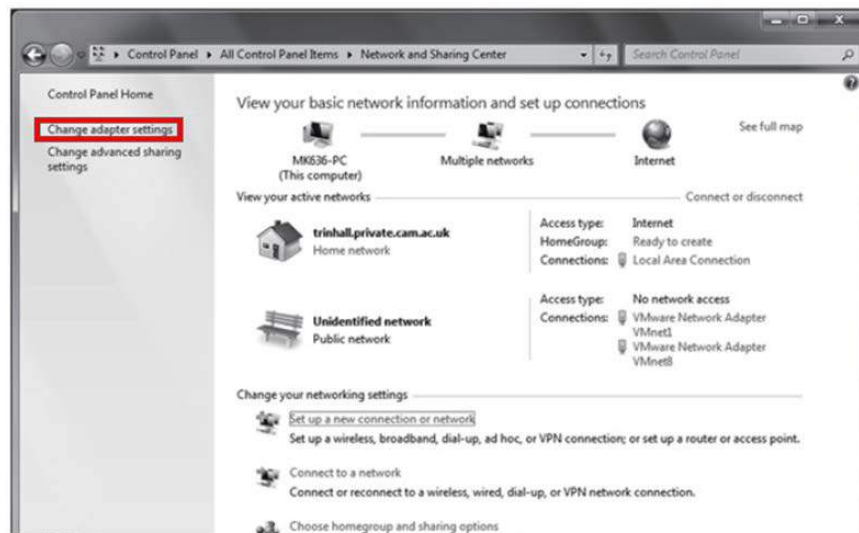 Control Panel ▸ All Control Panel Items ▸ Network and Sharing Center
Search Control Panel
Control Panel Home
Change adapter settings
Change advanced sharing
settings
View your basic network information and set up connections
See full map
MK636-PC
(This computer)
Multiple networks
Internet
View your active networks
Connect or disconnect
trinhall.private.cam.ac.uk
Home network
Access type: Internet
HomeGroup: Ready to create
Connections: Local Area Connection
Unidentified network
Public network
Access type: No network access
Connections: VMware Network Adapter
VMnet1
VMware Network Adapter
VMnet8
Change your networking settings
Set up a new connection or network
Set up a wireless, broadband, dial-up, ad hoc, or VPN connection; or set up a router or access point.
Connect to a network
Connect or reconnect to a wireless, wired, dial-up, or VPN network connection.
Choose homegroup and sharing options